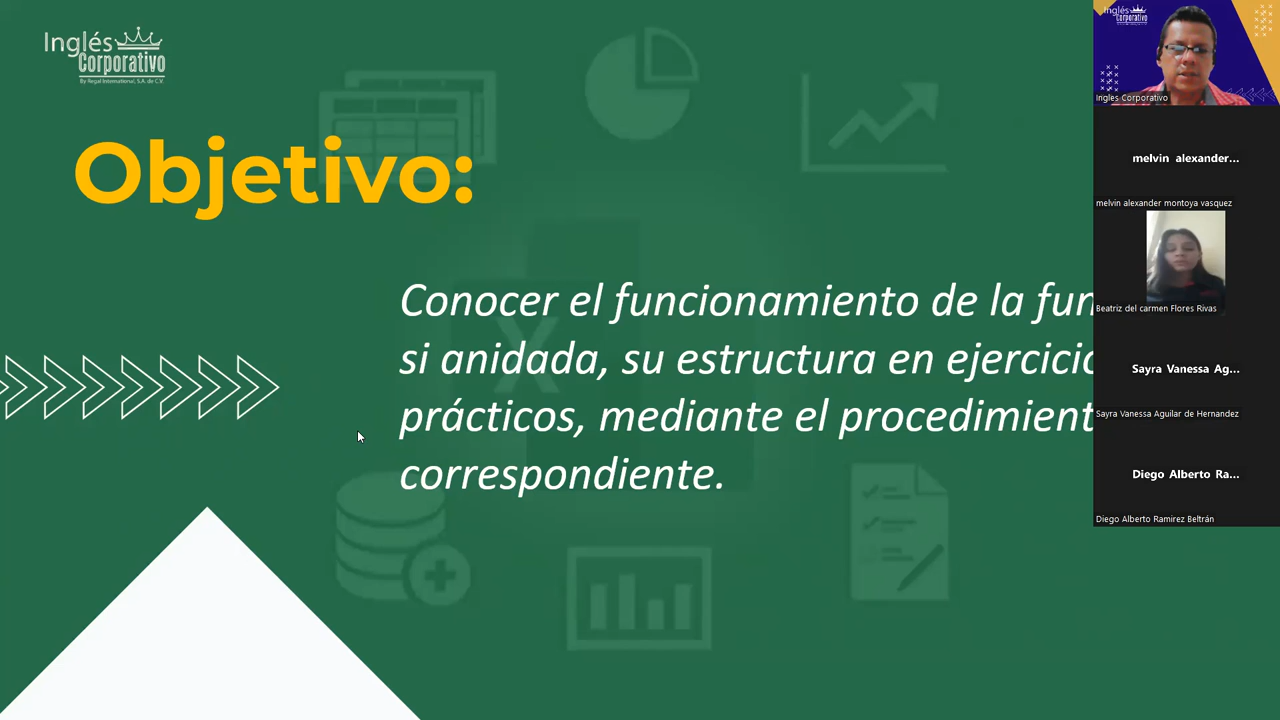 Inglés
Corporativo
By Regal International, S.A. de C.V.
Objetivo:
Conocer el funcionamiento de la fun
si anidada, su estructura en ejercici
prácticos, mediante el procedimient
correspondiente.
Inglés
Corporativo
Ingles Corporativo
melvin alexander...
melvin alexander montoya vasquez
Beatriz del carmen Flores Rivas
Sayra Vanessa Ag...
Sayra Vanessa Aguilar de Hernandez
Diego Alberto Ra...
Diego Alberto Ramirez Beltrán